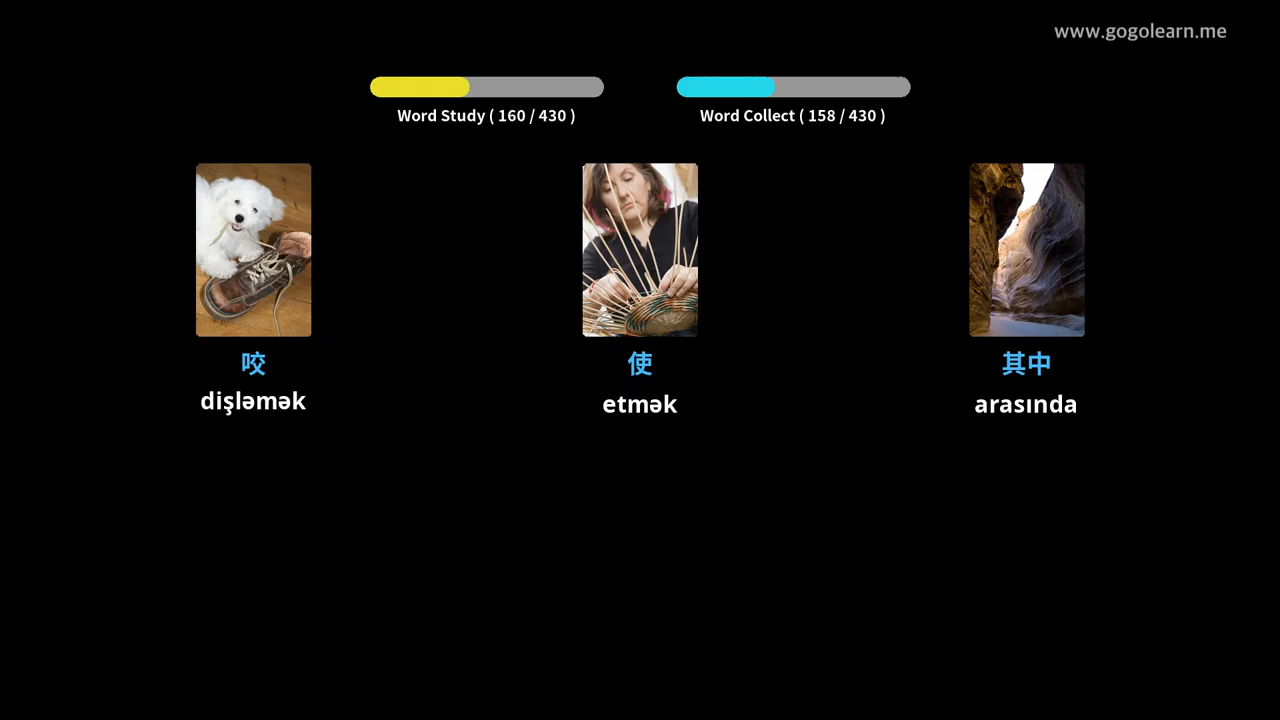 www.gogolearn.me
Word Study ( 160 / 430 )
Word Collect ( 158 / 430 )
咬
使
其中
dişləmək
etmək
arasında